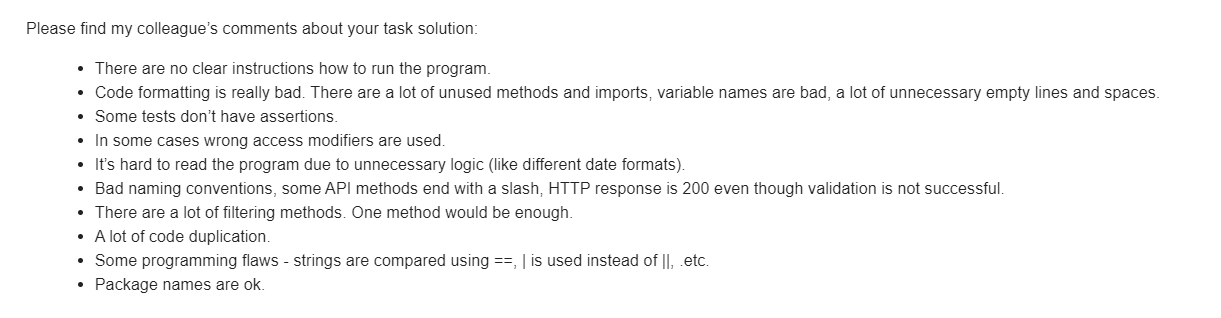 Please find my colleague's comments about your task solution:
• There are no clear instructions how to run the program.
• Code formatting is really bad. There are a lot of unused methods and imports, variable names are bad, a lot of unnecessary empty lines and spaces.
• Some tests don't have assertions.
• In some cases wrong access modifiers are used.
• It's hard to read the program due to unnecessary logic (like different date formats).
• Bad naming conventions, some API methods end with a slash, HTTP response is 200 even though validation is not successful.
• There are a lot of filtering methods. One method would be enough.
• A lot of code duplication.
• Some programming flaws - strings are compared using ==, | is used instead of ||, .etc.
• Package names are ok.